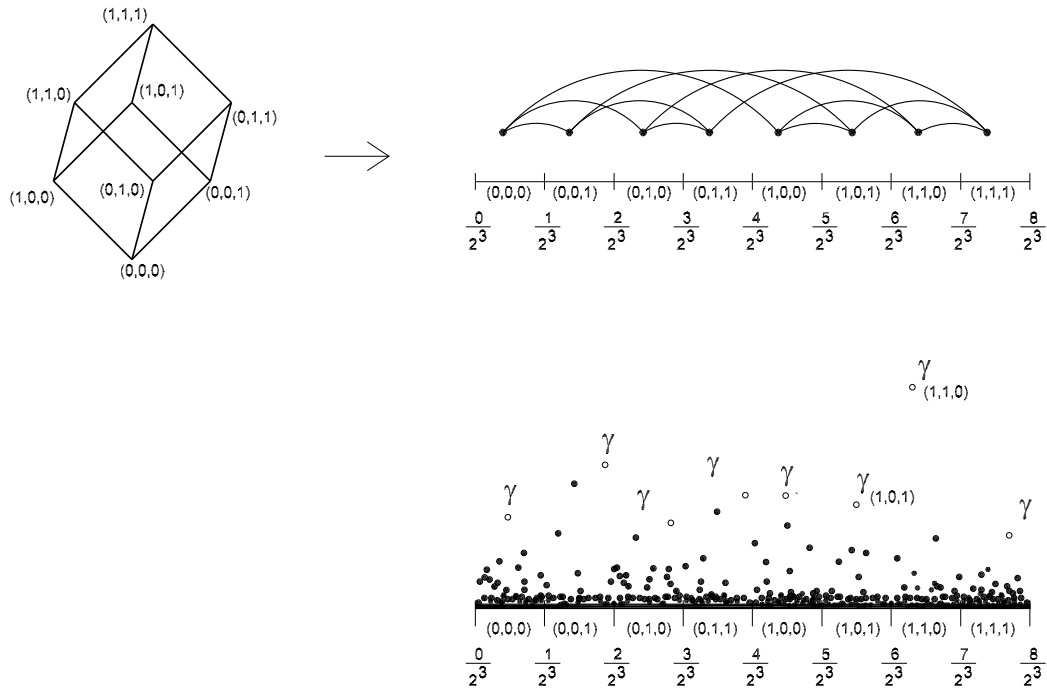 (1,1,1)
(1,1,0) (1,0,1)
(0,1,1)
(1,0,0) (0,1,0) (0,0,1)
(0,0,0)
(0,0,0) (0,0,1) (0,1,0) (0,1,1) (1,0,0) (1,0,1) (1,1,0) (1,1,1)
0 1 2 3 4 5 6 7 8
2³ 2³ 2³ 2³ 2³ 2³ 2³ 2³ 2³
γ
(1,1,0)
γ
γ γ γ
γ γ (1,0,1) γ
(0,0,0) (0,0,1) (0,1,0) (0,1,1) (1,0,0) (1,0,1) (1,1,0) (1,1,1)
0 1 2 3 4 5 6 7 8
2³ 2³ 2³ 2³ 2³ 2³ 2³ 2³ 2³